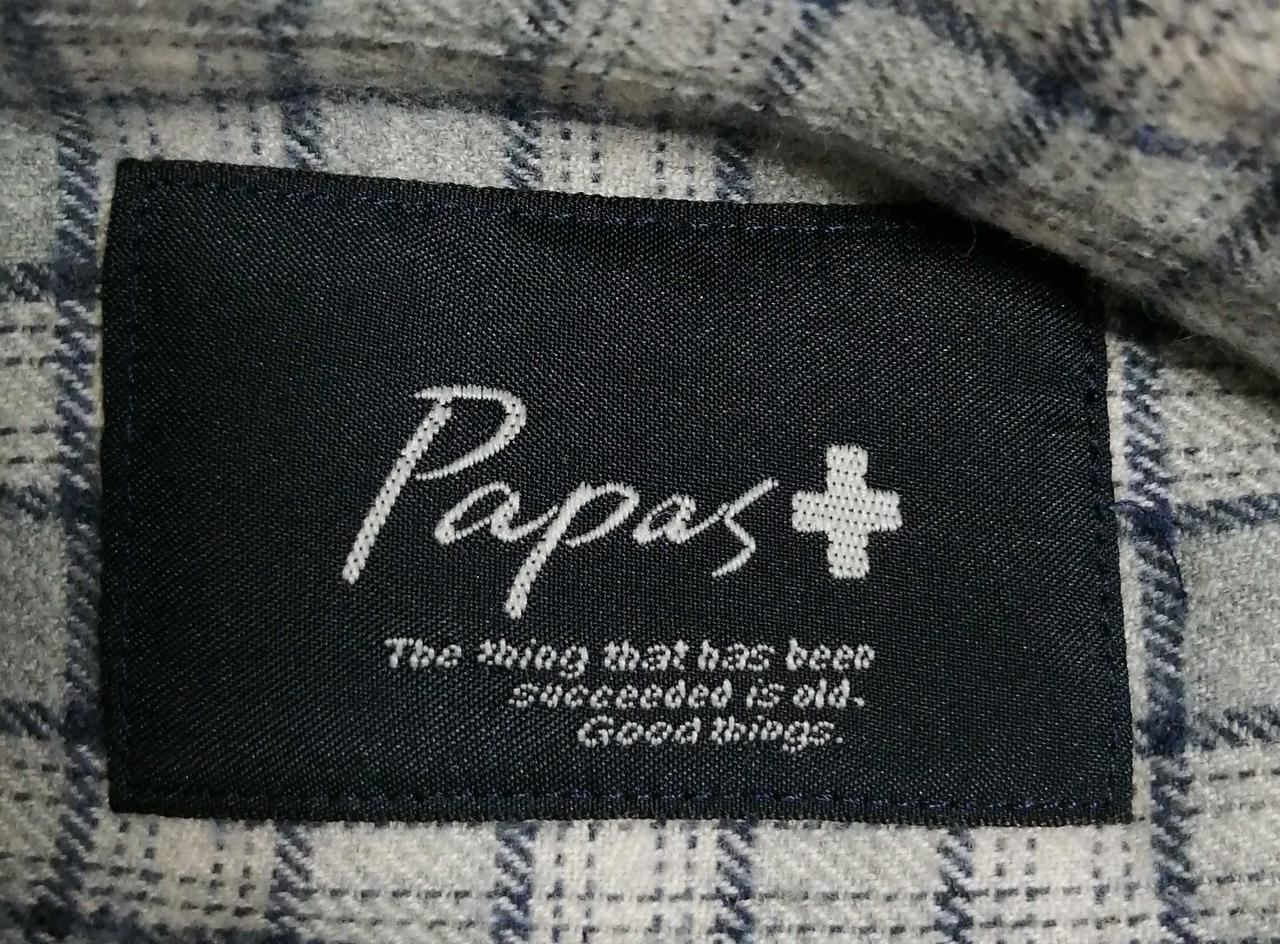 Papas+
The thing that has been
succeeded is old.
Good things.